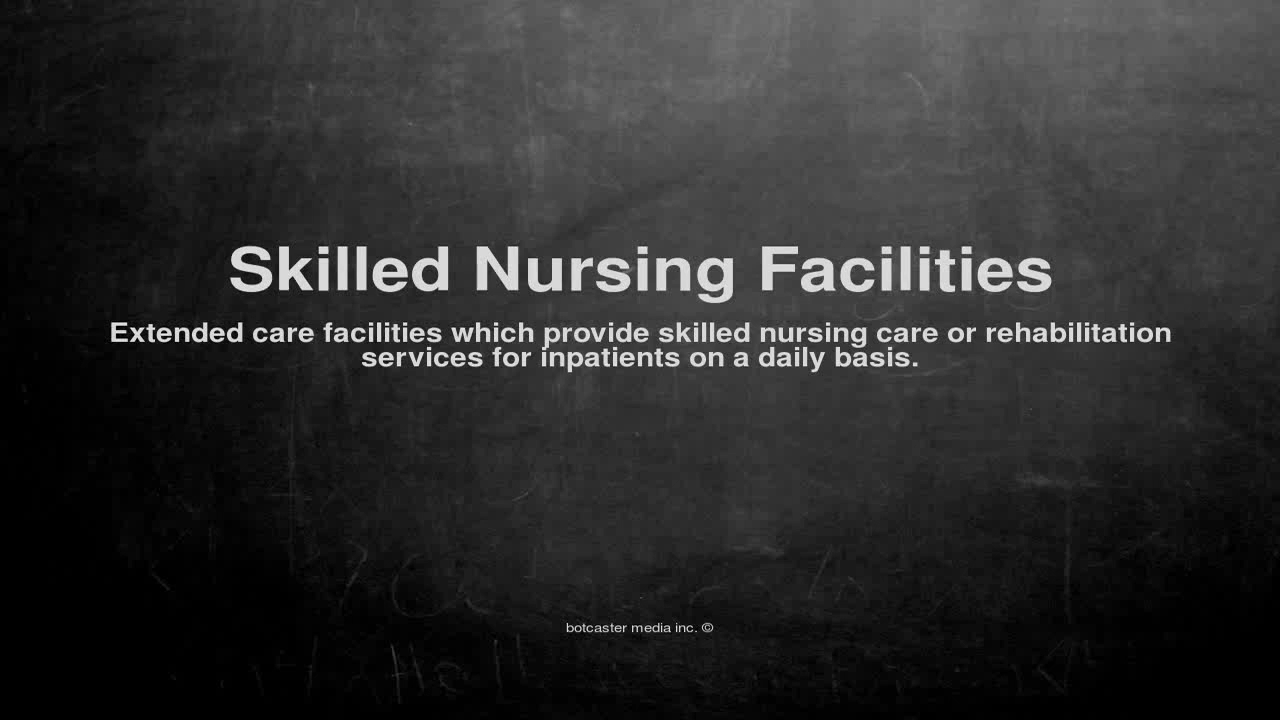 Skilled Nursing Facilities
Extended care facilities which provide skilled nursing care or rehabilitation
services for inpatients on a daily basis.
botcaster media inc. ©